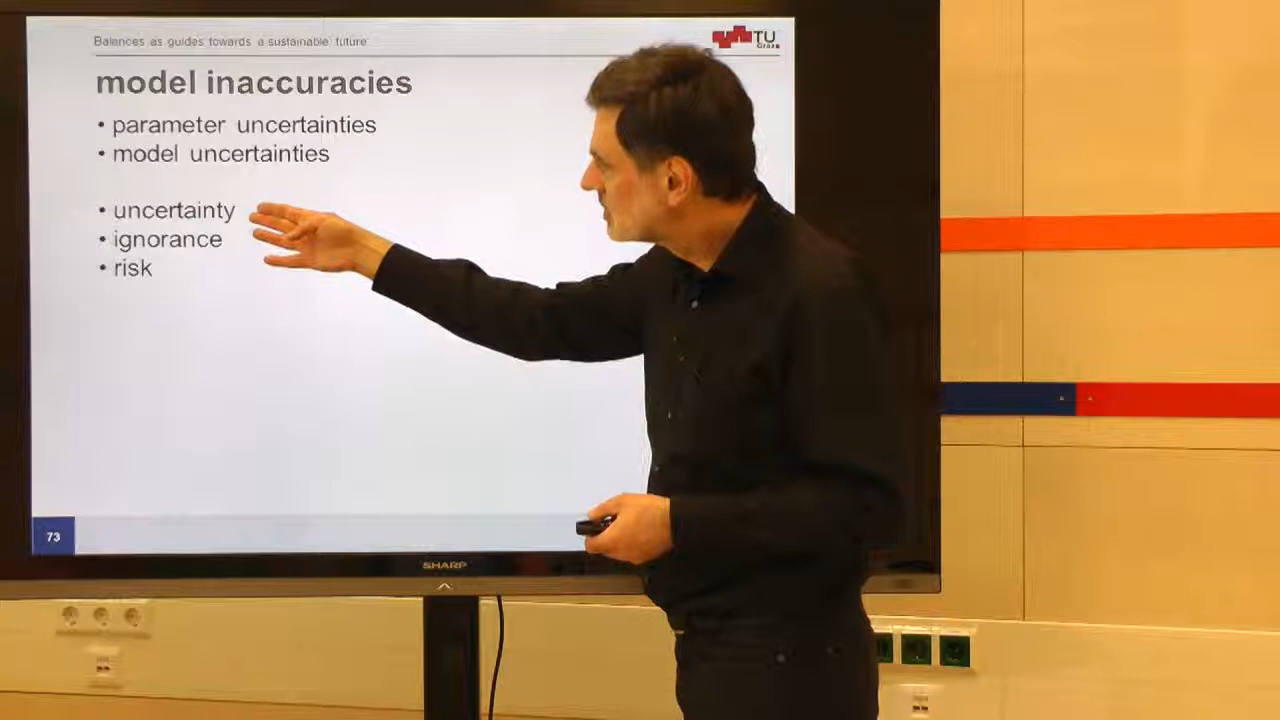 Balances as guides towards a sustainable future
TU
Graz
model inaccuracies
• parameter uncertainties
• model uncertainties
• uncertainty
• ignorance
• risk
73
SHARP